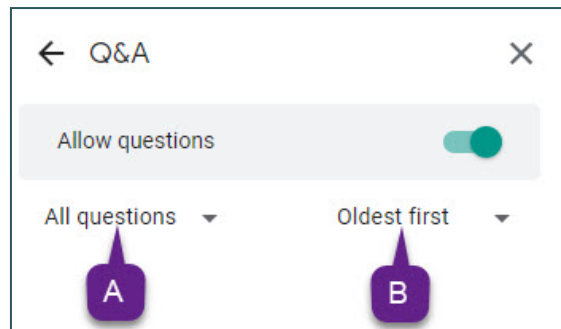 Q&A
Allow questions
All questions Oldest first
A B